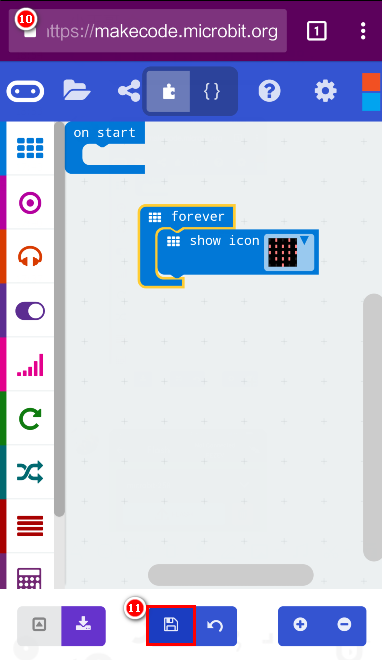 10
https://makecode.microbit.org
1
{ }
?
on start
forever
show icon
11